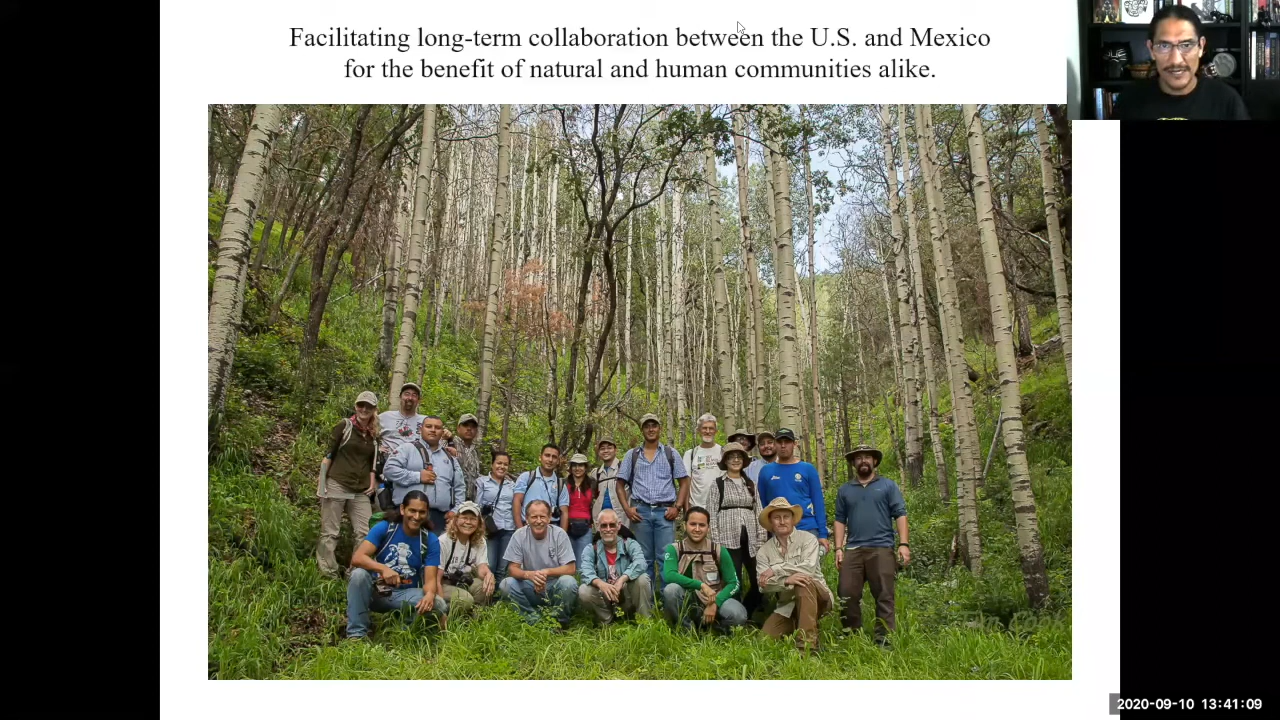 Facilitating long-term collaboration between the U.S. and Mexico
for the benefit of natural and human communities alike.
2020-09-10 13:41:09